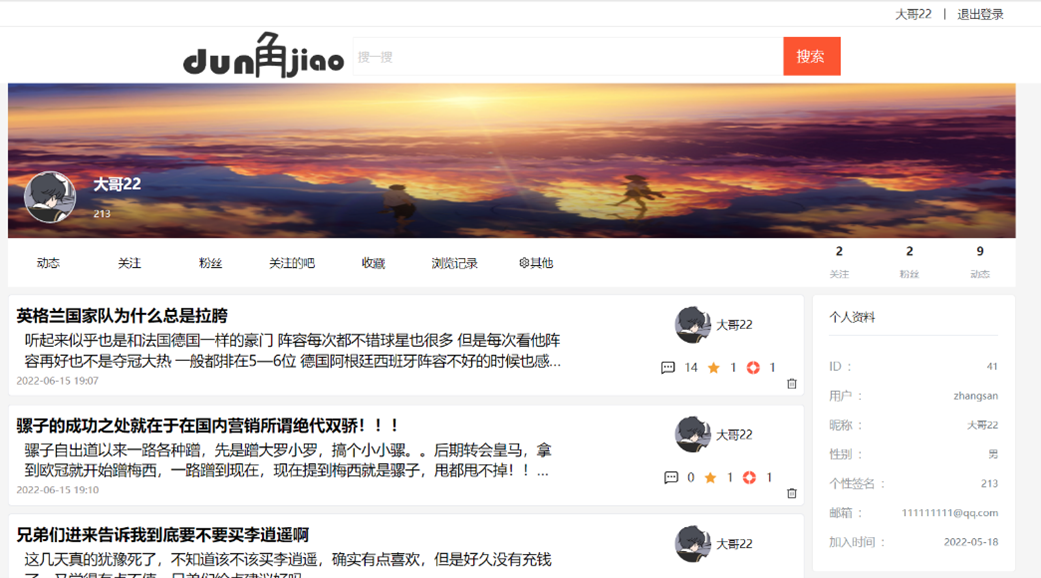 大哥22 | 退出登录
dun角jiao 搜一搜 搜索
大哥22
213
动态 关注 粉丝 关注的吧 收藏 浏览记录 其他
2 2 9
关注 粉丝 动态
英格兰国家队为什么总是拉胯
听起来似乎也是和法国德国一样的豪门 阵容每次都不错球星也很多 但是每次看他阵
容再好也不是夺冠大热 一般都排在5—6位 德国阿根廷西班牙阵容不好的时候也感...
2022-06-15 19:07
大哥22
14 1 1
骡子的成功之处就在于在国内营销所谓绝代双骄！！！
骡子自出道以来一路各种蹭，先是蹭大罗小罗，搞个小小骡。。后期转会皇马，拿
到欧冠就开始蹭梅西，一路蹭到现在，现在提到梅西就是骡子，甩都甩不掉！！...
2022-06-15 19:10
大哥22
0 1 1
兄弟们进来告诉我到底要不要买李逍遥啊
这几天真的犹豫死了，不知道该不该买李逍遥，确实有点喜欢，但是好久没有充钱
大哥22
个人资料
ID ： 41
用户 ： zhangsan
昵称 ： 大哥22
性别 ： 男
个性签名 ： 213
邮箱 ： 111111111@qq.com
加入时间 ： 2022-05-18